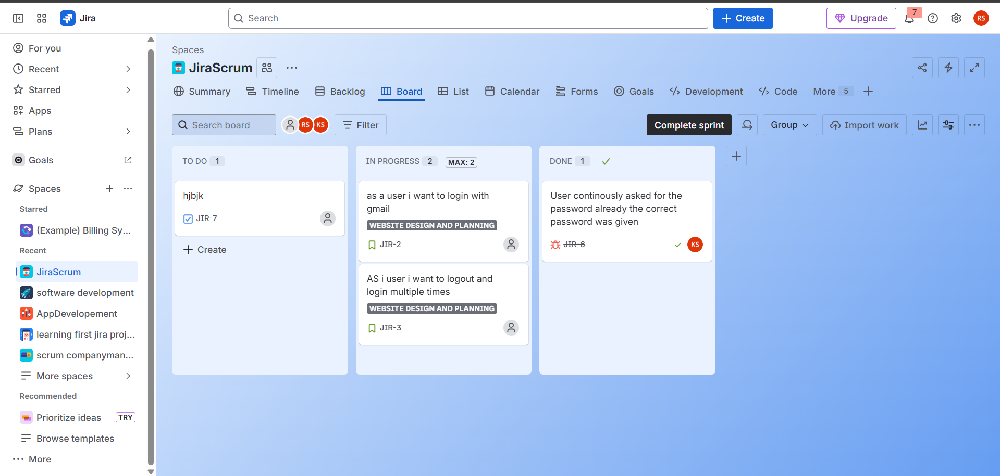 Jira
Search
Create
Upgrade
7
RS
For you
Recent
Starred
Apps
Plans
Goals
Spaces
Starred
(Example) Billing Sy...
Recent
JiraScrum
software development
AppDevelopement
learning first jira proj...
scrum companyman...
More spaces
Recommended
Prioritize ideas TRY
Browse templates
More
Spaces
JiraScrum
Summary Timeline Backlog Board List Calendar Forms Goals Development Code More 5
Search board RS KS Filter
Complete sprint Group Import work
TO DO 1
hjbjk
JIR-7
Create
IN PROGRESS 2 MAX: 2
as a user i want to login with
gmail
WEBSITE DESIGN AND PLANNING
JIR-2
AS i user i want to logout and
login multiple times
WEBSITE DESIGN AND PLANNING
JIR-3
DONE 1
User continously asked for the
password already the correct
password was given
JIR-6 KS